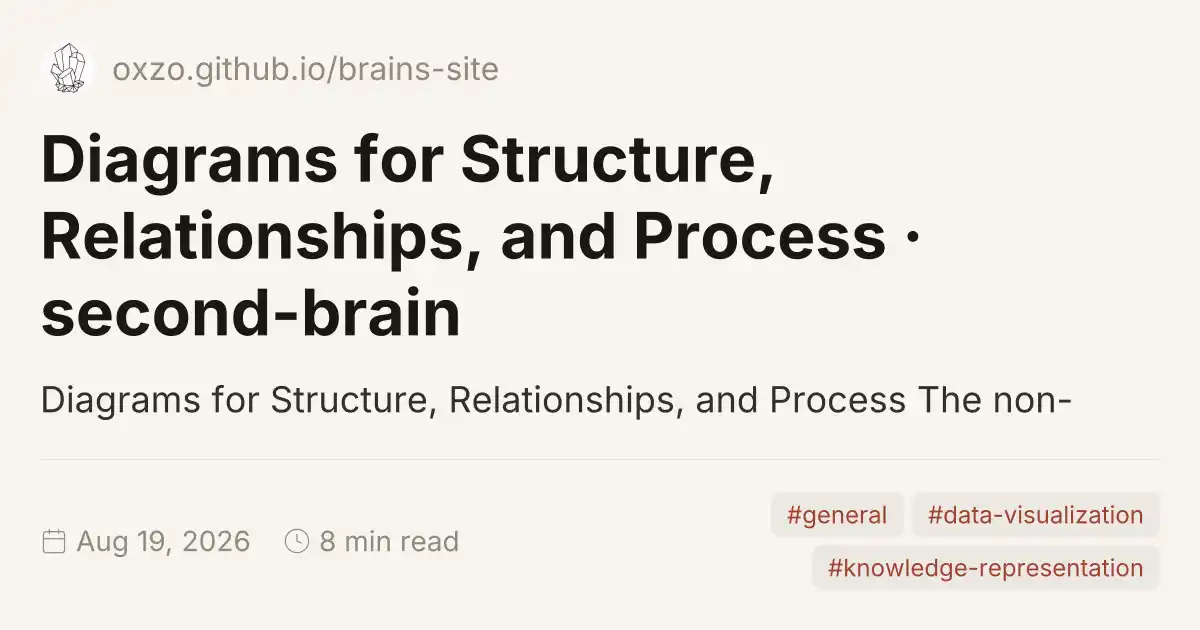 oxzo.github.io/brains-site
Diagrams for Structure,
Relationships, and Process ·
second-brain
Diagrams for Structure, Relationships, and Process The non-
Aug 19, 2026
8 min read
#general
#data-visualization
#knowledge-representation